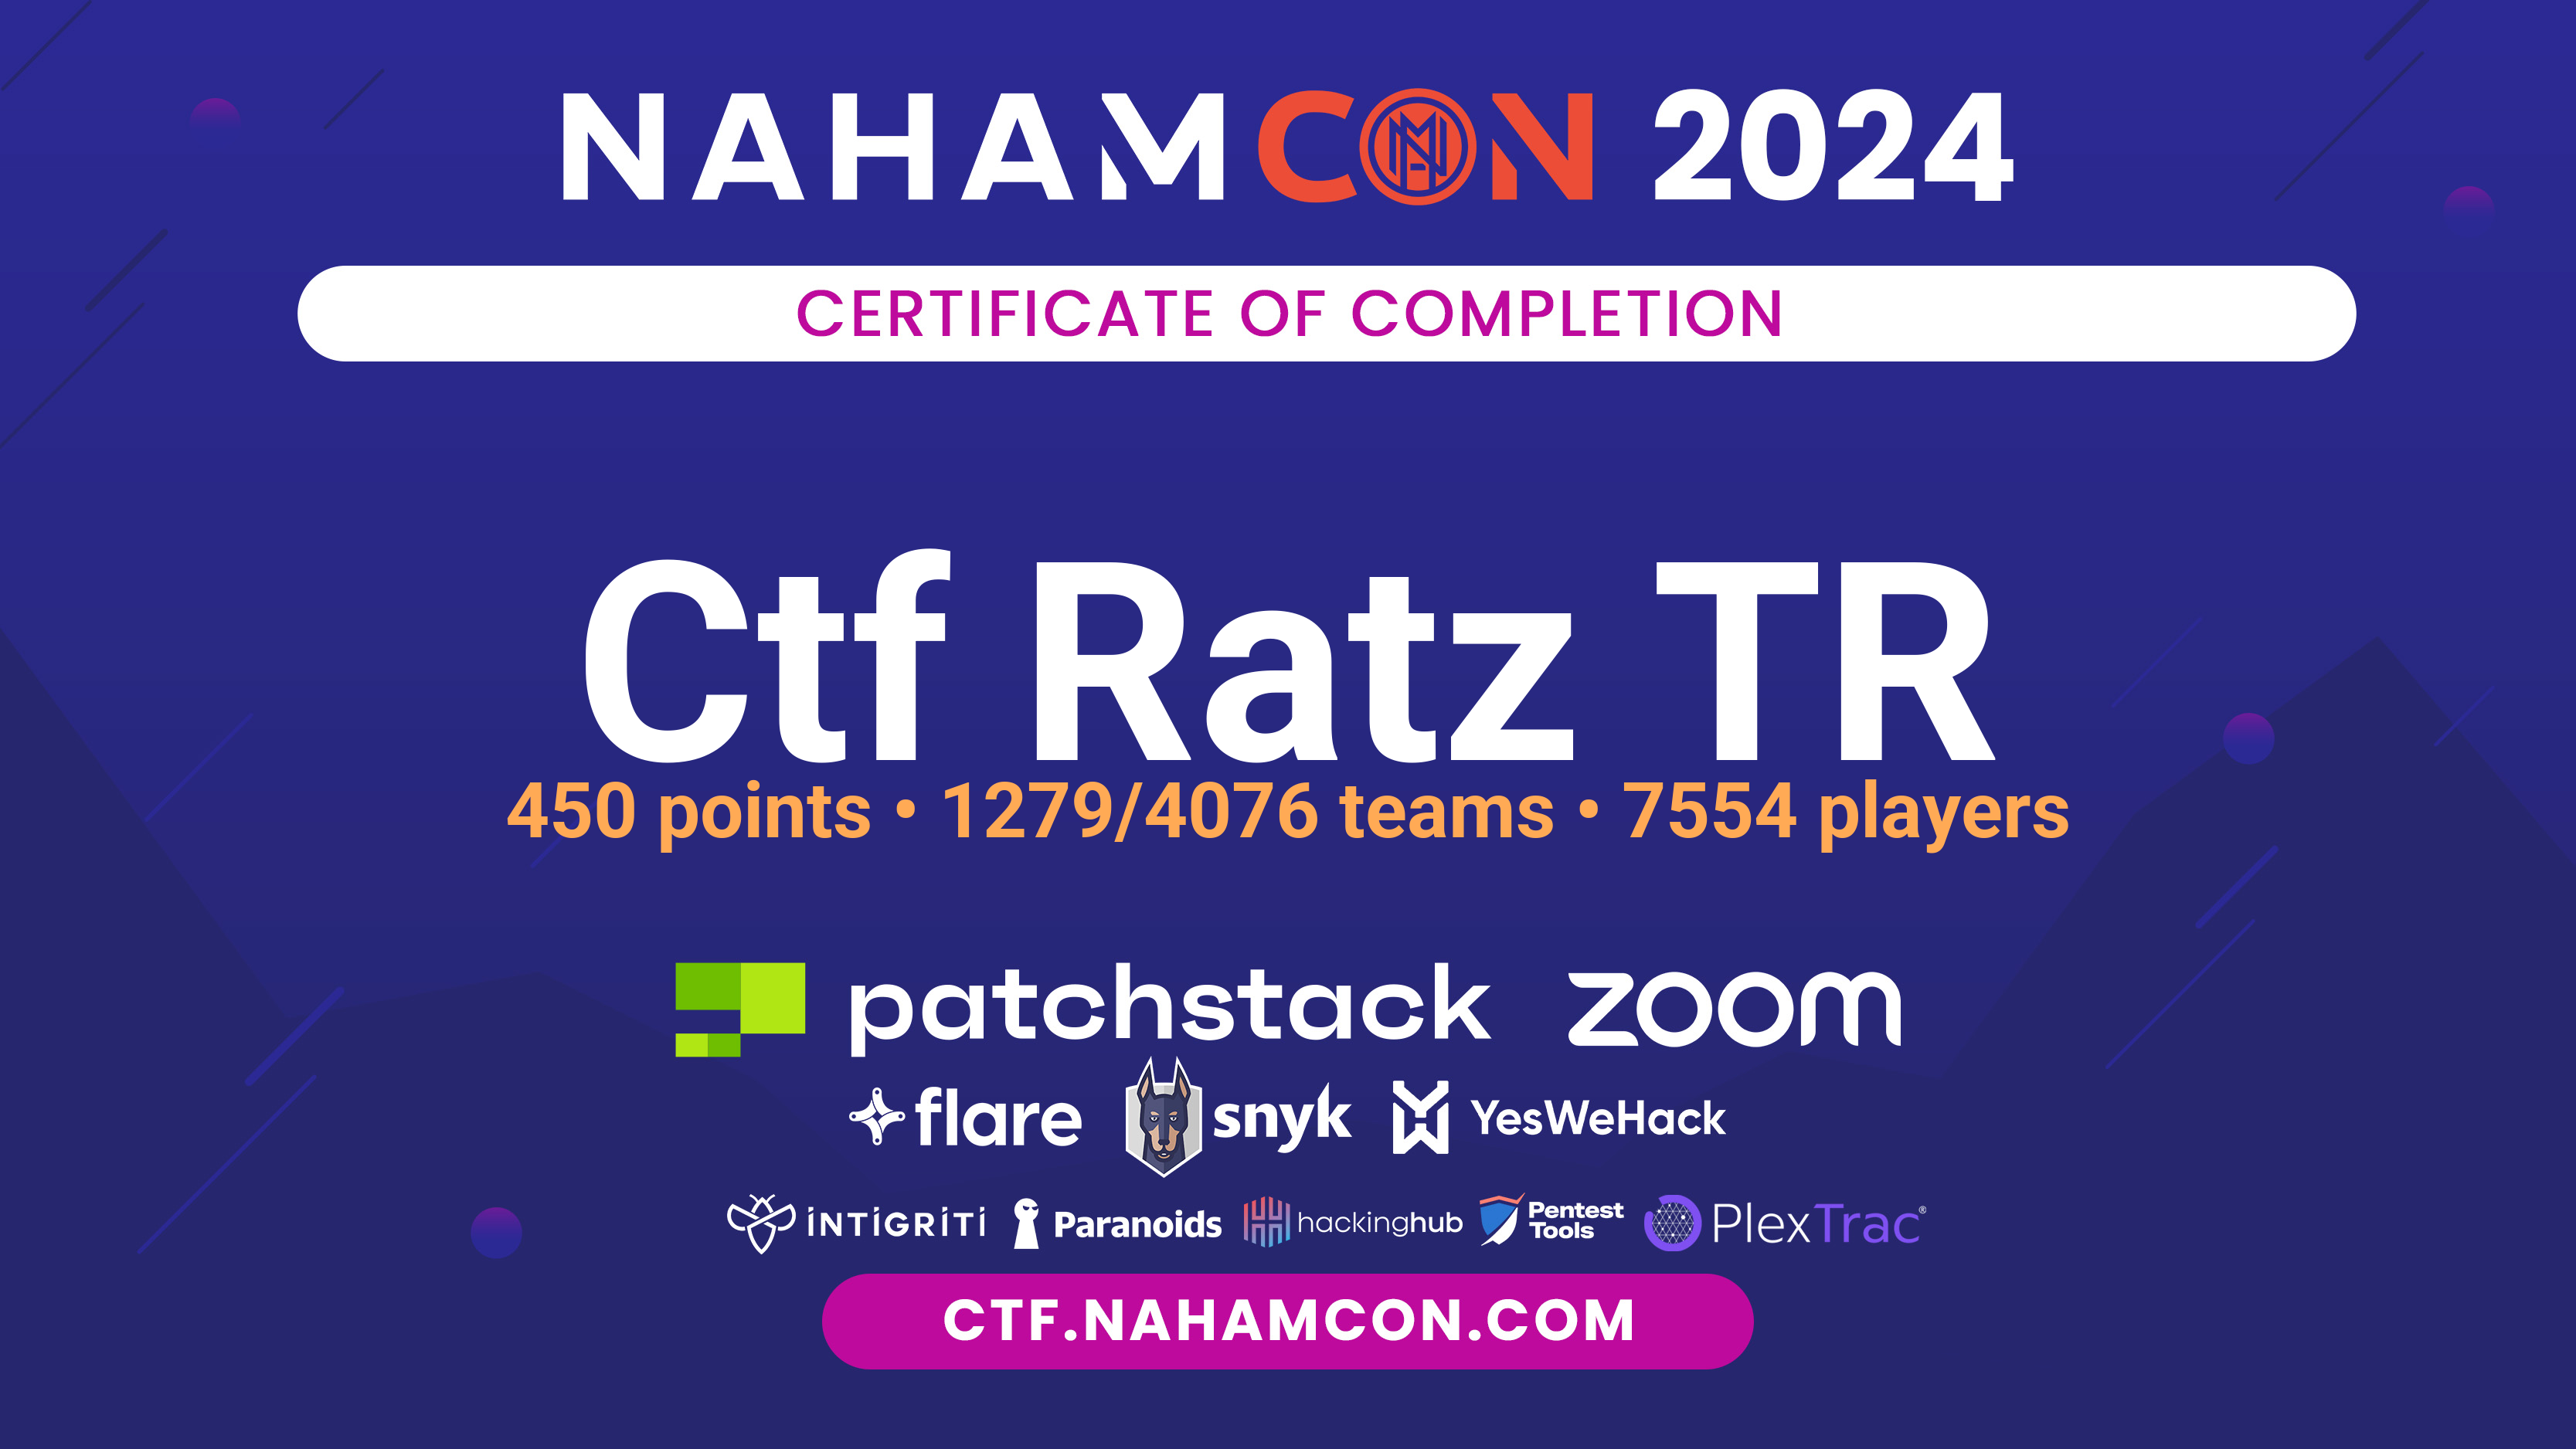 NAHAMCON 2024
CERTIFICATE OF COMPLETION
Ctf Ratz TR
450 points • 1279/4076 teams • 7554 players
patchstack zoom
flare snyk YesWeHack
INTIGRITI Paranoids hackinghub Pentest Tools PlexTrac®
CTF.NAHAMCON.COM